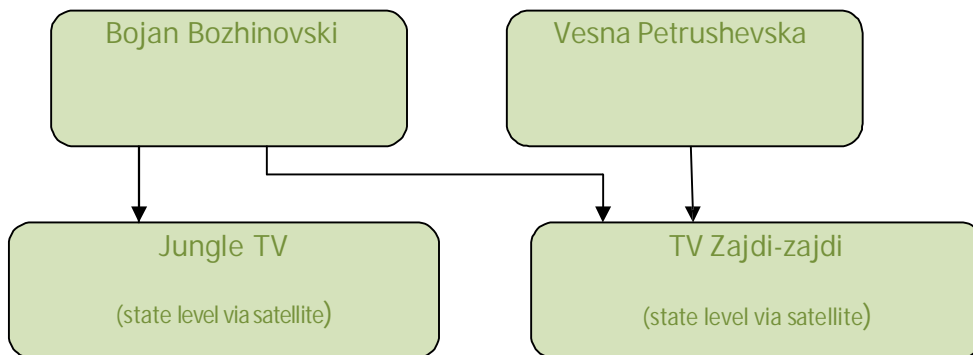 Bojan Bozhinovski
Vesna Petrushevska
Jungle TV
(state level via satellite)
TV Zajdi-zajdi
(state level via satellite)